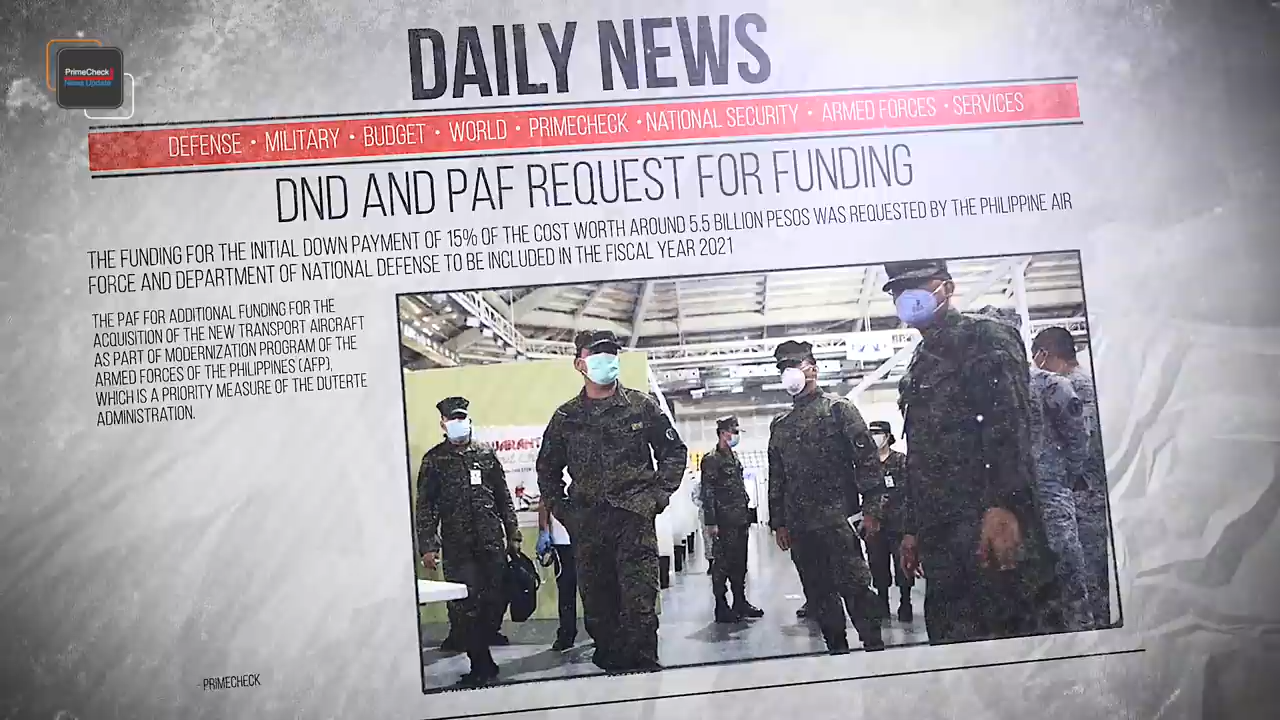 PrimeCheck
News Update
DAILY NEWS
DEFENSE • MILITARY • BUDGET • WORLD • PRIMECHECK • NATIONAL SECURITY • ARMED FORCES • SERVICES
DND AND PAF REQUEST FOR FUNDING
THE FUNDING FOR THE INITIAL DOWN PAYMENT OF 15% OF THE COST WORTH AROUND 5.5 BILLION PESOS WAS REQUESTED BY THE PHILIPPINE AIR
FORCE AND DEPARTMENT OF NATIONAL DEFENSE TO BE INCLUDED IN THE FISCAL YEAR 2021
THE PAF FOR ADDITIONAL FUNDING FOR THE
ACQUISITION OF THE NEW TRANSPORT AIRCRAFT
AS PART OF MODERNIZATION PROGRAM OF THE
ARMED FORCES OF THE PHILIPPINES (AFP),
WHICH IS A PRIORITY MEASURE OF THE DUTERTE
ADMINISTRATION.
- PRIMECHECK